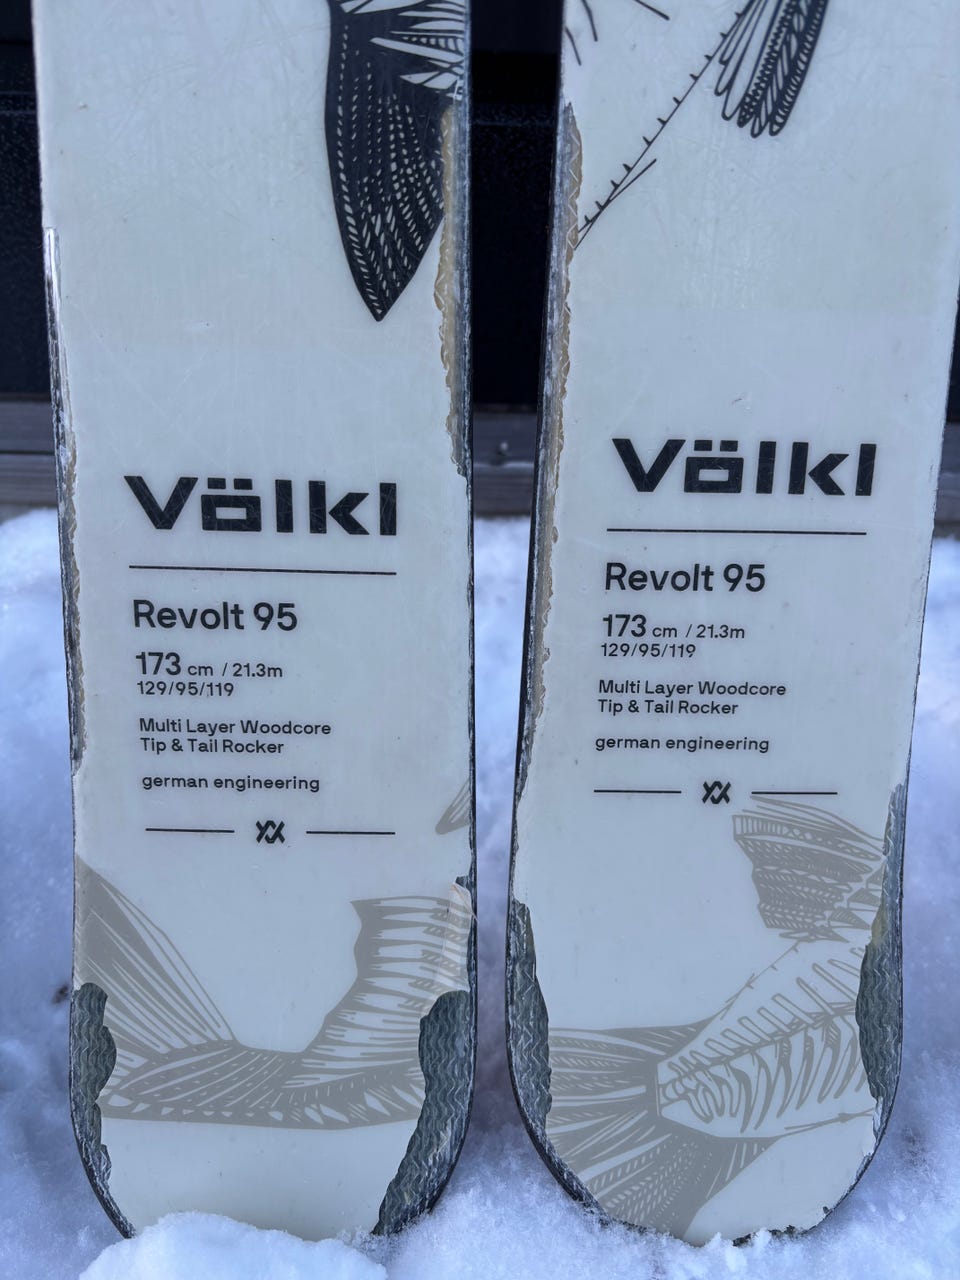 Völkl
Revolt 95
173 cm / 21.3m
129/95/119
Multi Layer Woodcore
Tip & Tail Rocker
german engineering
Völkl
Revolt 95
173 cm / 21.3m
129/95/119
Multi Layer Woodcore
Tip & Tail Rocker
german engineering